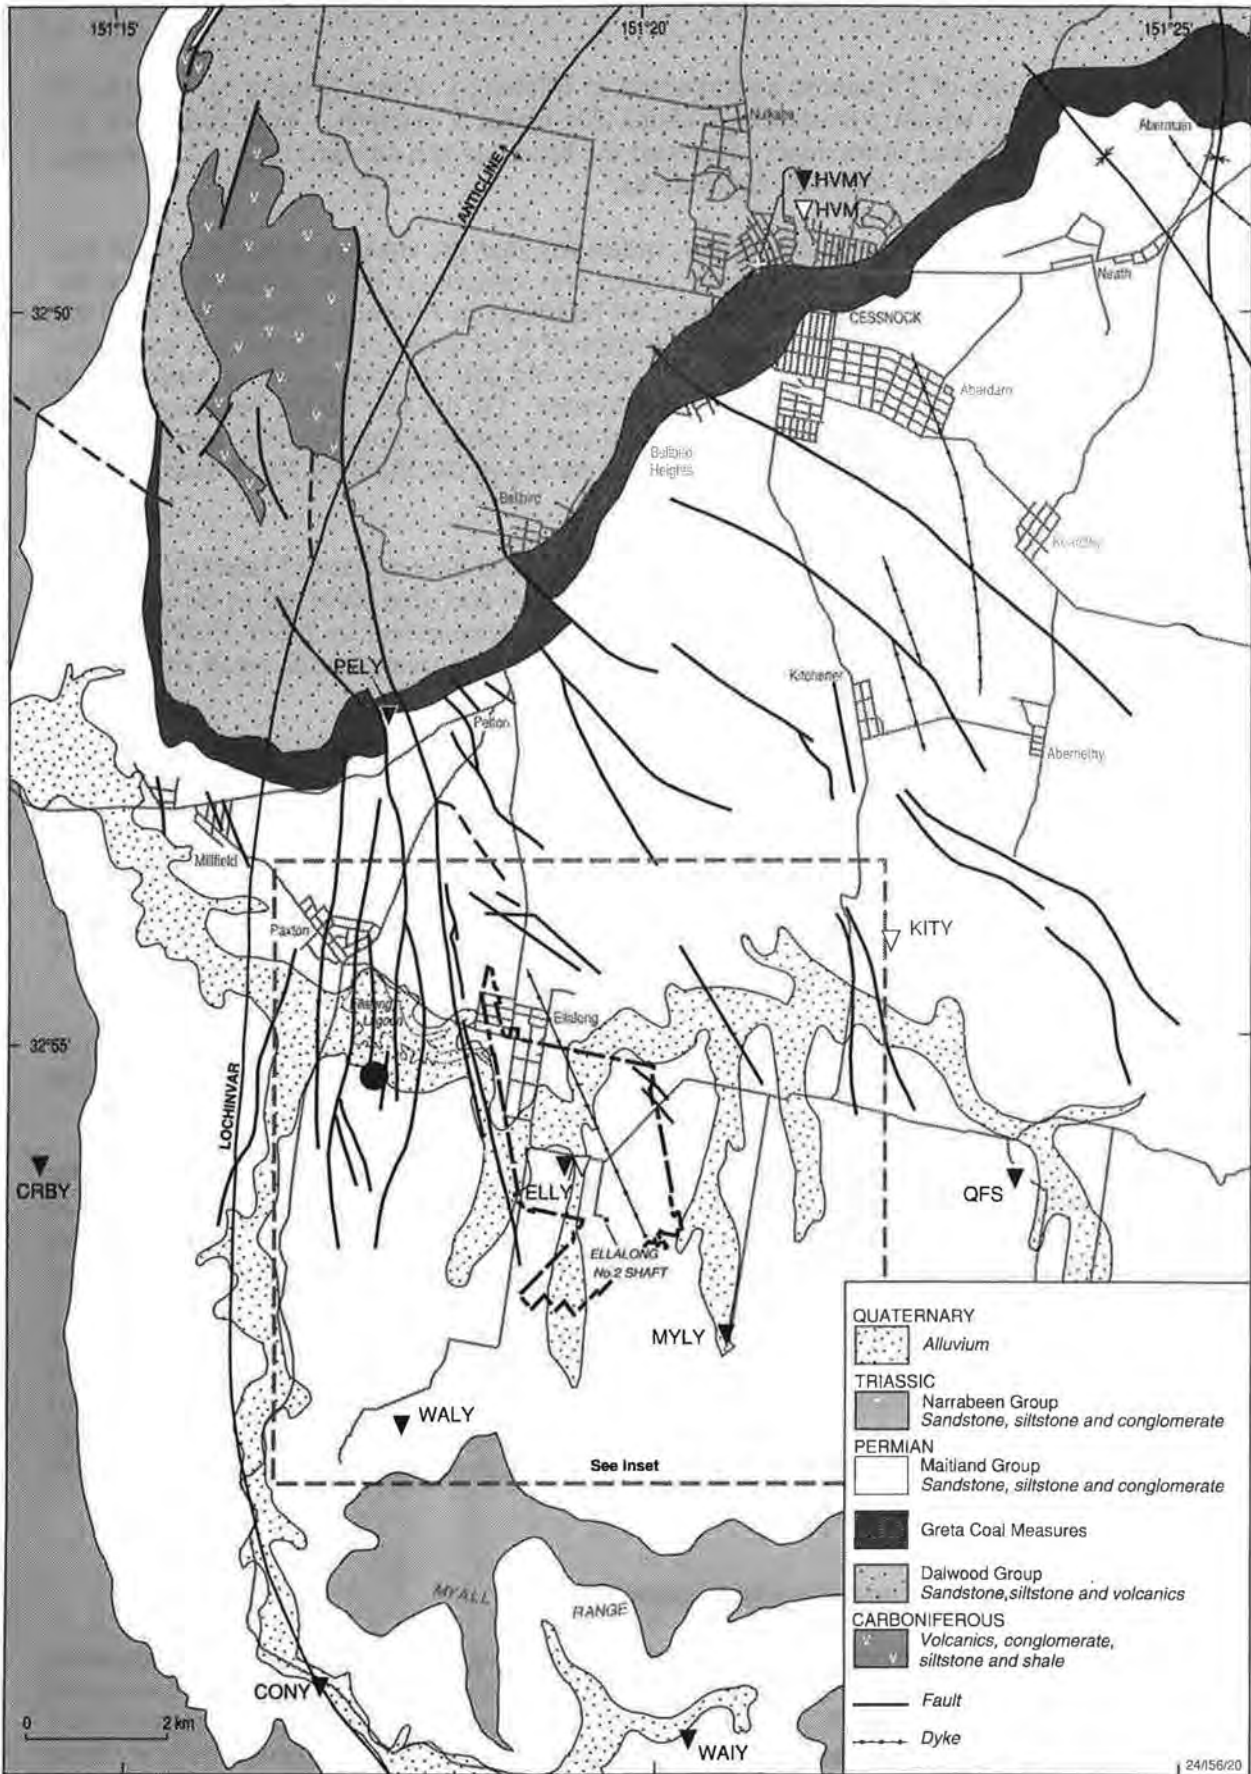 151°15'
151°20'
151°25'
Nulkaba
Abermain
HVMY
HVM
ANTICLINE
Neath
32°50'
CESSNOCK
Aberdare
Bellbird
Heights
Bellbird
Kitchener
PELY
Pelton
Abernethy
Millfield
Paxton
KITY
Lagoon
Ellalong
32°55'
LOCHINVAR
CRBY
ELLY
QFS
ELLALONG
No.2 SHAFT
MYLY
WALY
See Inset
MYALL
RANGE
CONY
0
2 km
WAIY
QUATERNARY
Alluvium
TRIASSIC
Narrabeen Group
Sandstone, siltstone and conglomerate
PERMIAN
Maitland Group
Sandstone, siltstone and conglomerate
Greta Coal Measures
Dalwood Group
Sandstone,siltstone and volcanics
CARBONIFEROUS
Volcanics, conglomerate,
siltstone and shale
Fault
Dyke
24/156/20